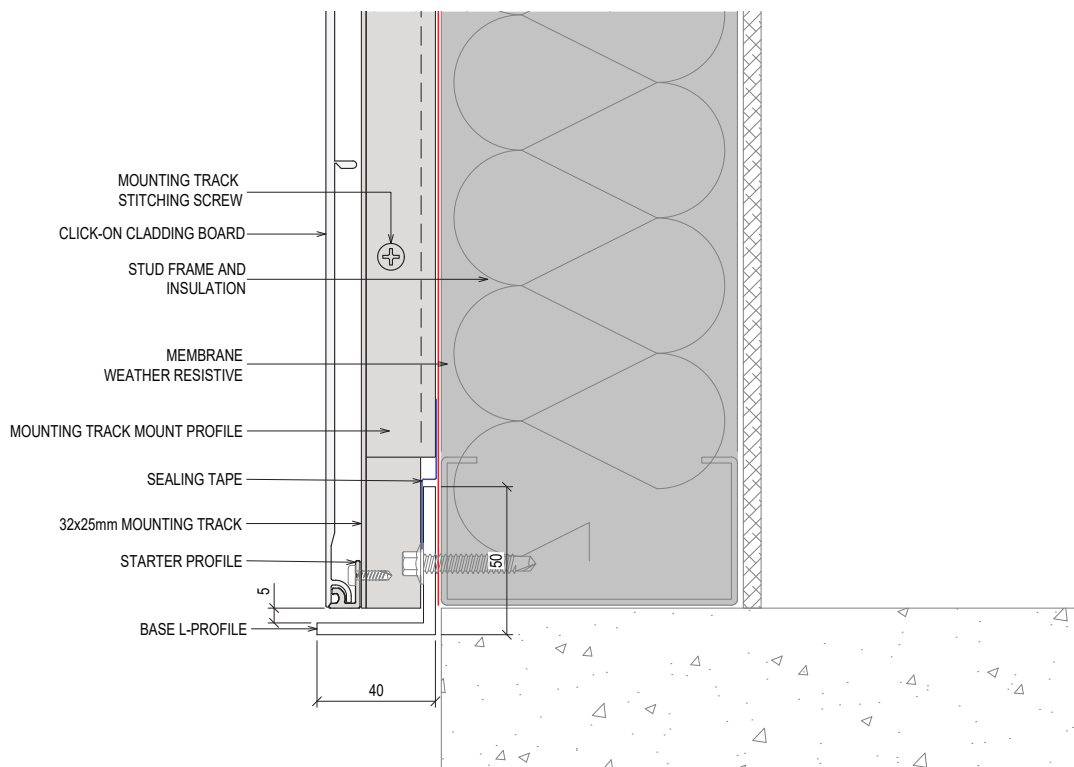 MOUNTING TRACK
STITCHING SCREW
CLICK-ON CLADDING BOARD
STUD FRAME AND
INSULATION
MEMBRANE
WEATHER RESISTIVE
MOUNTING TRACK MOUNT PROFILE
SEALING TAPE
32x25mm MOUNTING TRACK
STARTER PROFILE
50
5
BASE L-PROFILE
40